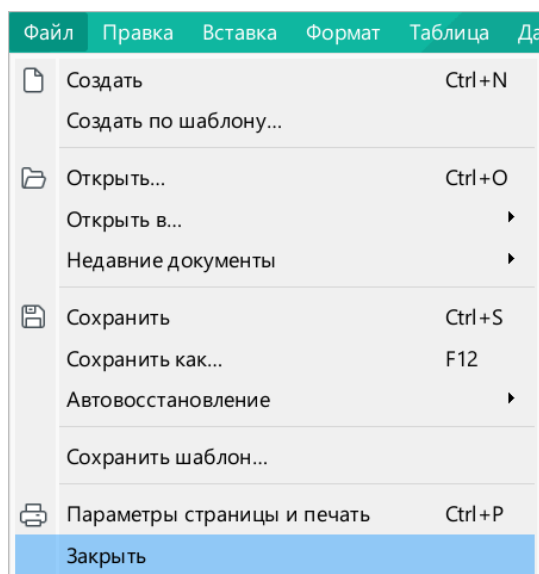 Файл Правка Вставка Формат Таблица Да
Создать Ctrl+N
Создать по шаблону...
Открыть... Ctrl+O
Открыть в...
Недавние документы
Сохранить Ctrl+S
Сохранить как... F12
Автовосстановление
Сохранить шаблон...
Параметры страницы и печать Ctrl+P
Закрыть